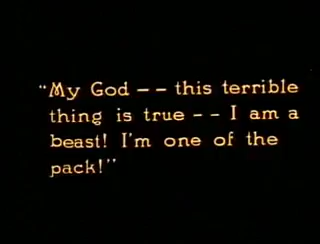 "My God -- this terrible
thing is true -- I am a
beast! I'm one of the
pack!"